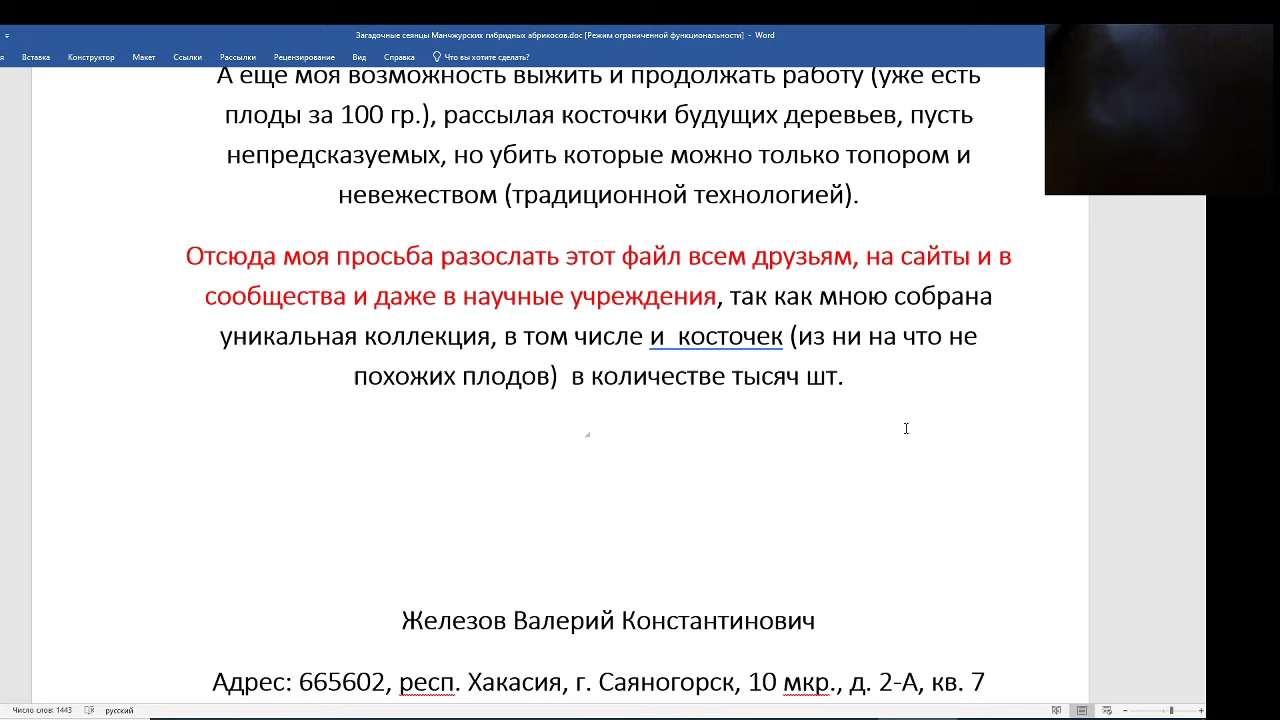 Загадочные сеянцы Манчжурских гибридных абрикосов.doc [Режим ограниченной функциональности] - Word
Вставка Конструктор Макет Ссылки Рассылки Рецензирование Вид Справка Что вы хотите сделать?
А еще моя возможность выжить и продолжать работу (уже есть
плоды за 100 гр.), рассылая косточки будущих деревьев, пусть
непредсказуемых, но убить которые можно только топором и
невежеством (традиционной технологией).
Отсюда моя просьба разослать этот файл всем друзьям, на сайты и в
сообщества и даже в научные учреждения, так как мною собрана
уникальная коллекция, в том числе и  косточек (из ни на что не
похожих плодов)  в количестве тысяч шт.
Железов Валерий Константинович
Адрес: 665602, респ. Хакасия, г. Саяногорск, 10 мкр., д. 2-А, кв. 7
Число слов: 1443 русский